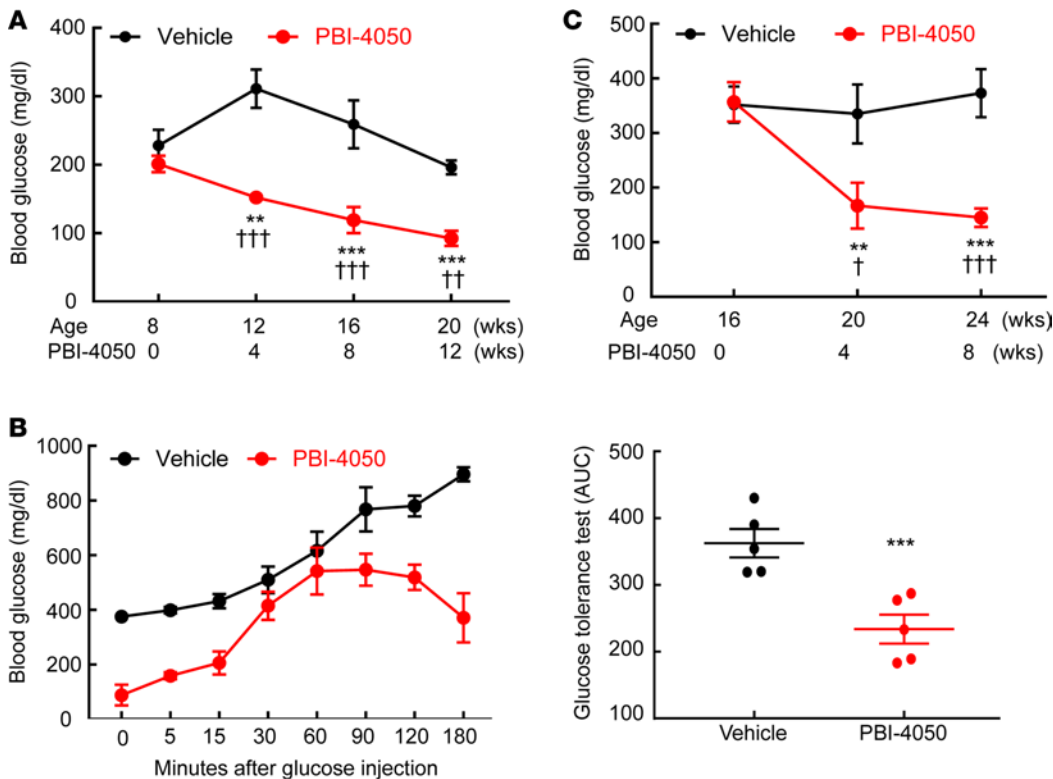 A
Vehicle PBI-4050
Blood glucose (mg/dl)
400
300
200
100
0
**
†††
***
†††
***
††
Age 8 12 16 20 (wks)
PBI-4050 0 4 8 12 (wks)
C
Vehicle PBI-4050
Blood glucose (mg/dl)
500
400
300
200
100
0
**
†
***
†††
Age 16 20 24 (wks)
PBI-4050 0 4 8 (wks)
B
Vehicle PBI-4050
Blood glucose (mg/dl)
1000
800
600
400
200
0
0 5 15 30 60 90 120 180
Minutes after glucose injection
Glucose tolerance test (AUC)
500
400
300
200
100
***
Vehicle PBI-4050